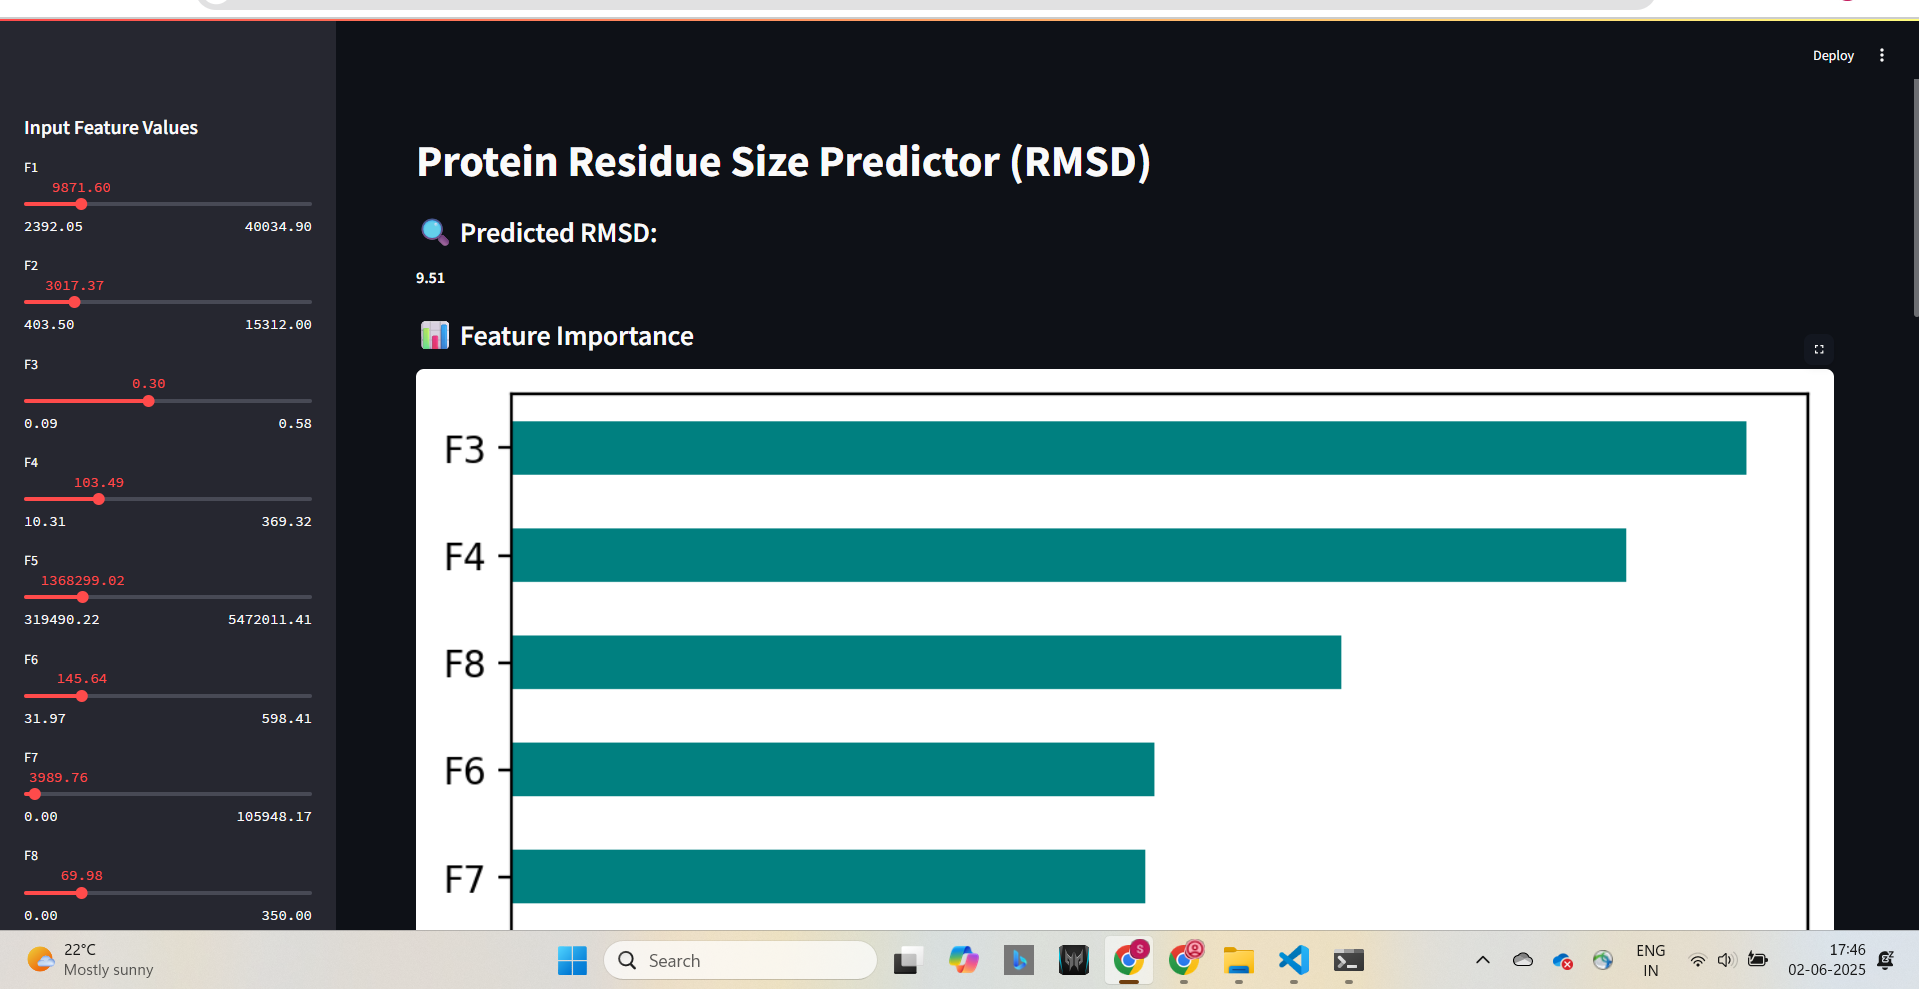 Deploy
Input Feature Values
F1
9871.60
2392.05 40034.90
F2
3017.37
403.50 15312.00
F3
0.30
0.09 0.58
F4
103.49
10.31 369.32
F5
1368299.02
319490.22 5472011.41
F6
145.64
31.97 598.41
F7
3989.76
0.00 105948.17
F8
69.98
0.00 350.00
Protein Residue Size Predictor (RMSD)
Predicted RMSD:
9.51
Feature Importance
F3
F4
F8
F6
F7
22°C
Mostly sunny
Search
S
ENG
IN
17:46
02-06-2025